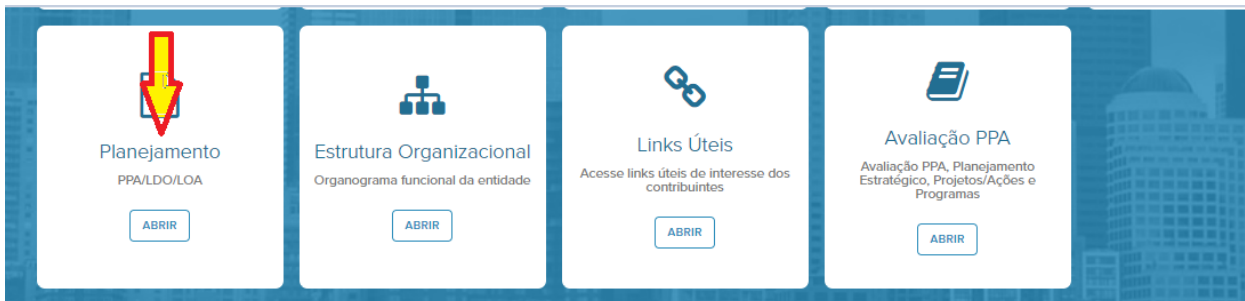 Planejamento
PPA/LDO/LOA
ABRIR
Estrutura Organizacional
Organograma funcional da entidade
ABRIR
Links Úteis
Acesse links úteis de interesse dos
contribuintes
ABRIR
Avaliação PPA
Avaliação PPA, Planejamento
Estratégico, Projetos/Ações e
Programas
ABRIR